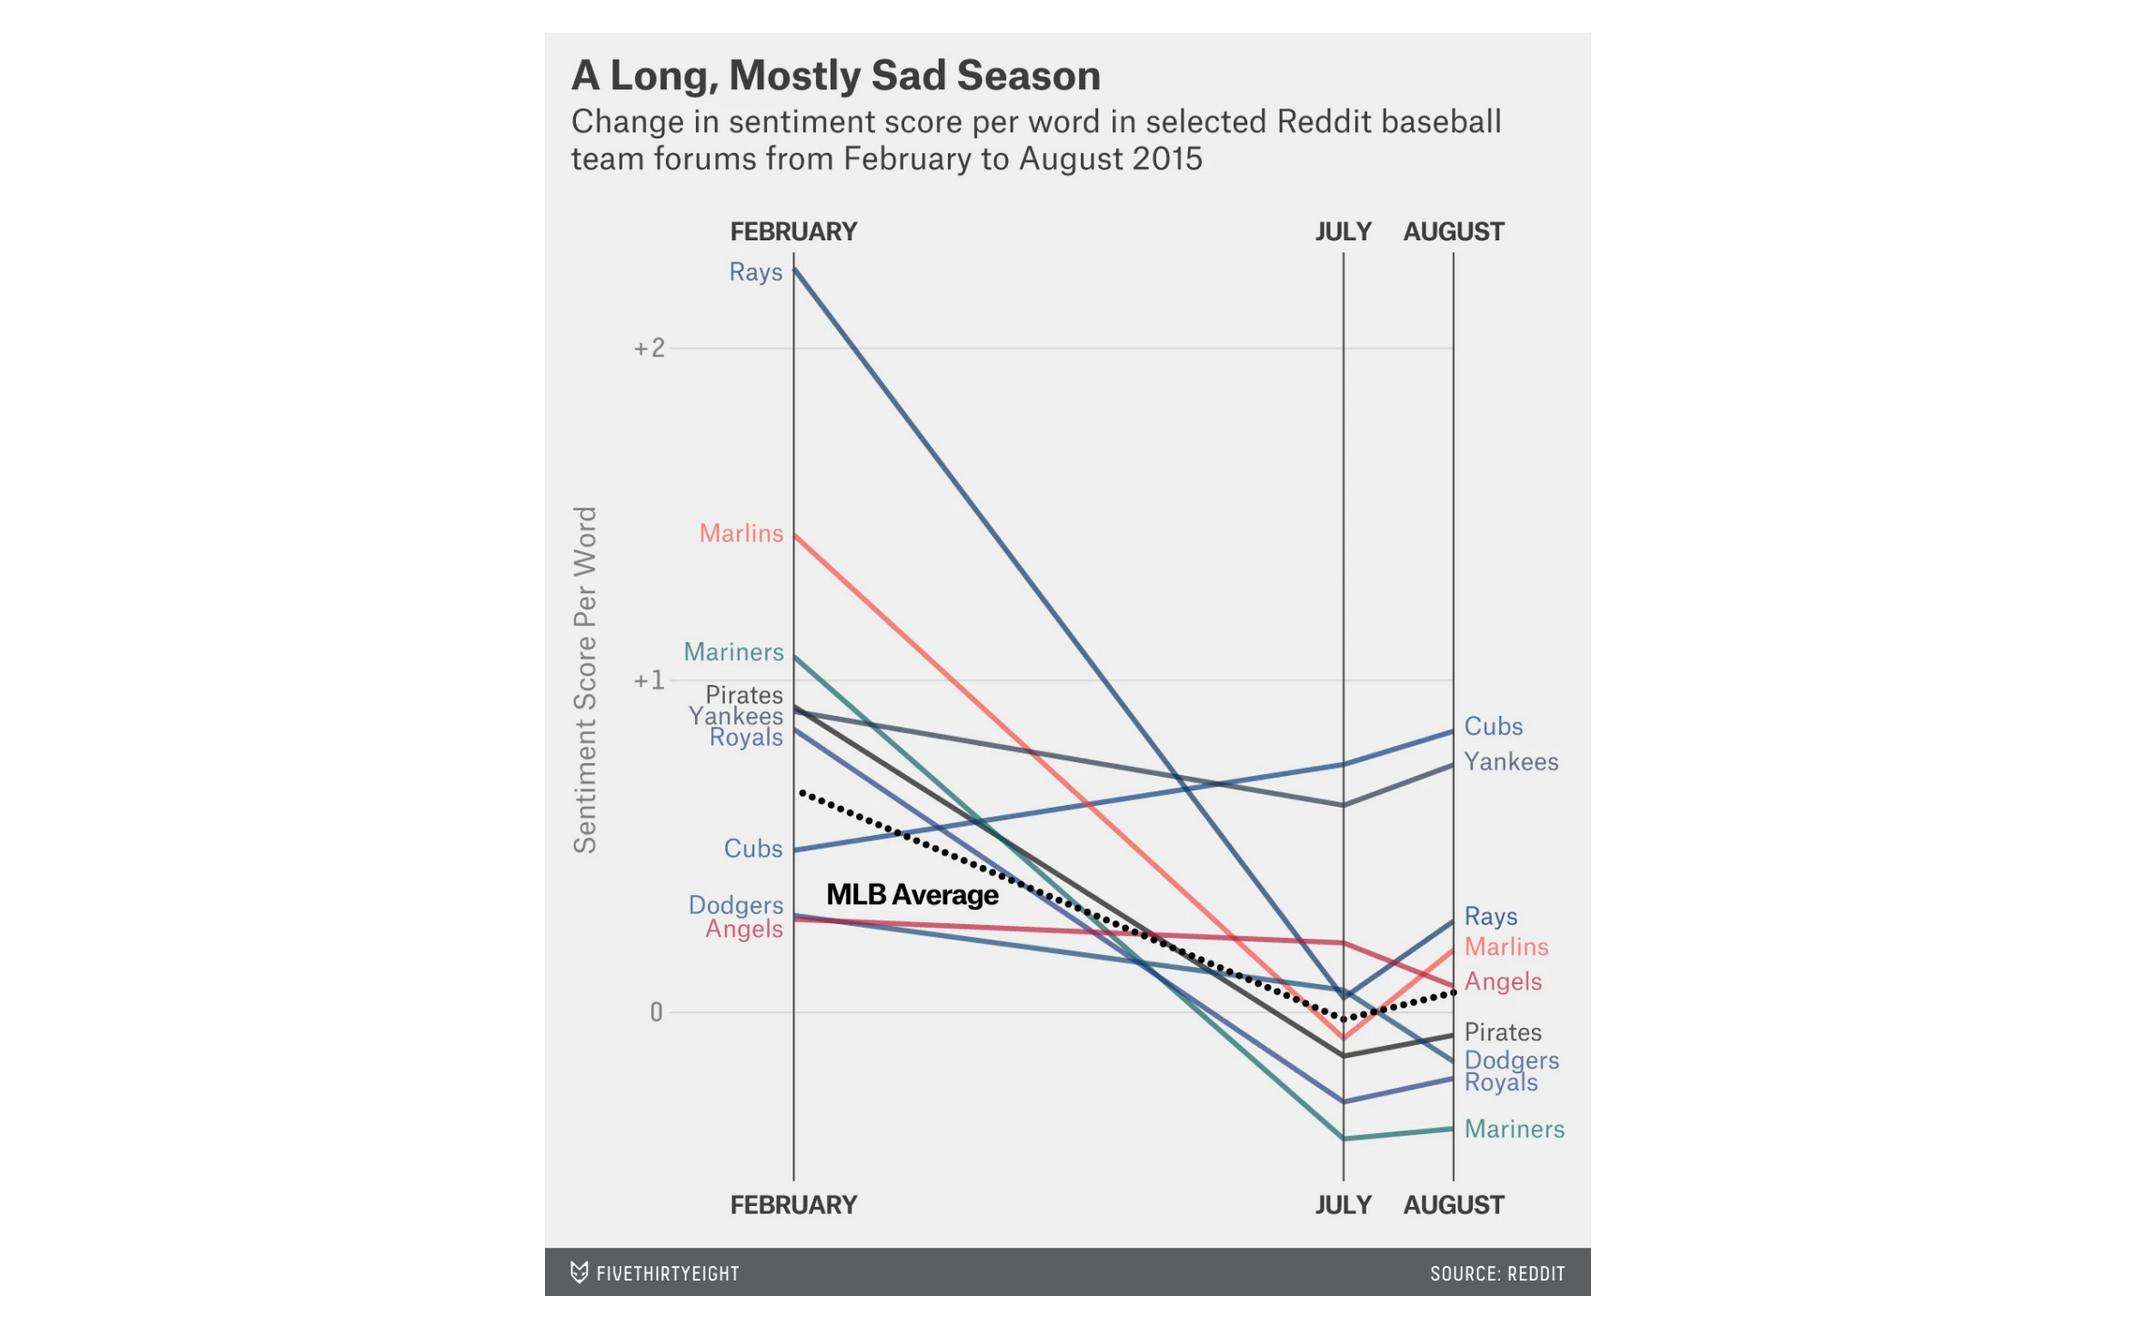 A Long, Mostly Sad Season
Change in sentiment score per word in selected Reddit baseball
team forums from February to August 2015
FEBRUARY
JULY
AUGUST
Rays
+2
Marlins
Mariners
+1
Pirates
Yankees
Royals
Cubs
Dodgers
Angels
0
Sentiment Score Per Word
MLB Average
Cubs
Yankees
Rays
Marlins
Angels
Pirates
Dodgers
Royals
Mariners
FEBRUARY
JULY
AUGUST
FIVETHIRTYEIGHT
SOURCE: REDDIT